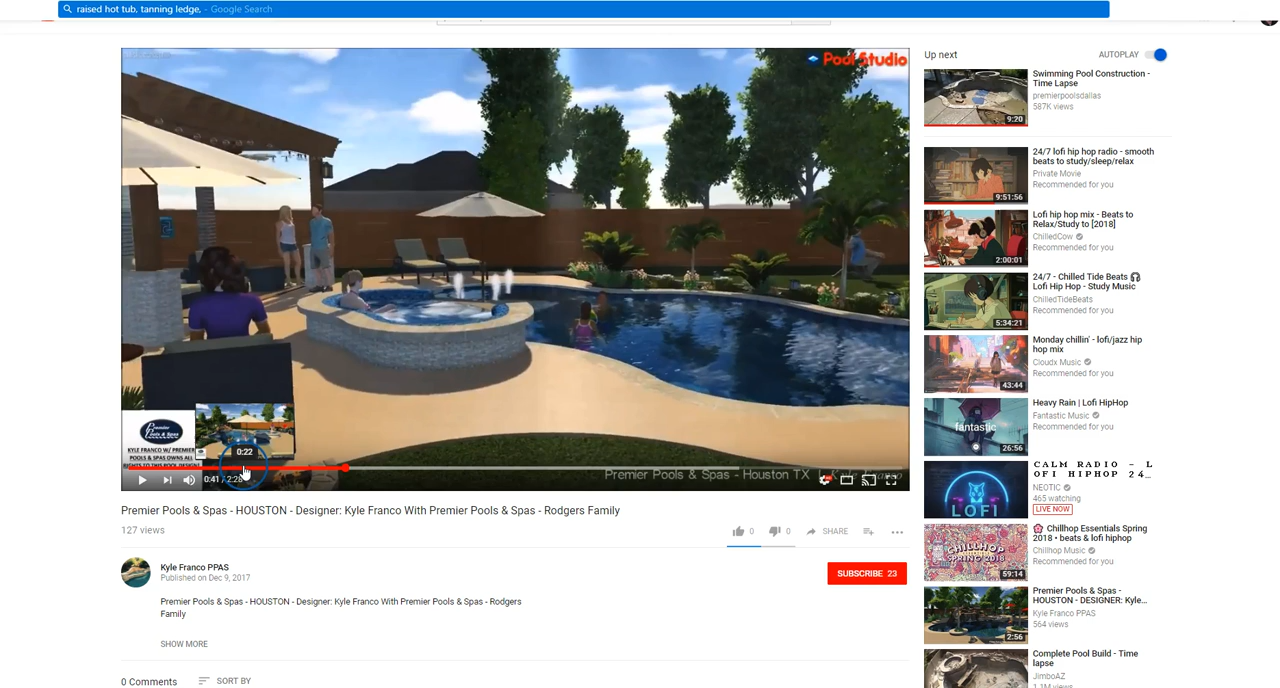 raised hot tub, tanning ledge, - Google Search
Pool Studio
Premier
Pools & Spas
KYLE FRANCO W/ PREMIER
POOLS & SPAS OWNS ALL
RIGHTS TO THIS POOL DESIGN
0:22
0:41 / 2:28
Premier Pools & Spas - Houston TX
Premier Pools & Spas - HOUSTON - Designer: Kyle Franco With Premier Pools & Spas - Rodgers Family
127 views
0
0
SHARE
Kyle Franco PPAS
Published on Dec 9, 2017
SUBSCRIBE 23
Premier Pools & Spas - HOUSTON - Designer: Kyle Franco With Premier Pools & Spas - Rodgers
Family
SHOW MORE
0 Comments
SORT BY
Up next
AUTOPLAY
Swimming Pool Construction -
Time Lapse
premierpoolsdallas
587K views
9:20
24/7 lofi hip hop radio - smooth
beats to study/sleep/relax
Private Movie
Recommended for you
9:51:56
Lofi hip hop mix - Beats to
Relax/Study to [2018]
ChilledCow
Recommended for you
2:00:01
24/7 - Chilled Tide Beats 🎧
Lofi Hip Hop - Study Music
ChilledTideBeats
Recommended for you
5:34:21
Monday chillin' - lofi/jazz hip
hop mix
Cloudx Music
Recommended for you
43:44
Heavy Rain | Lofi HipHop
Fantastic Music
Recommended for you
fantastic
26:56
CALM RADIO - L
OFI HIPHOP 24_
NEOTIC
465 watching
LIVE NOW
LOFI
🌸 Chillhop Essentials Spring
2018 • beats & lofi hiphop
Chillhop Music
Recommended for you
CHILLHOP
SPRING 2018
59:14
Premier Pools & Spas -
HOUSTON - DESIGNER: Kyle...
Kyle Franco PPAS
564 views
2:56
Complete Pool Build - Time
lapse
JimboAZ
1.1M views